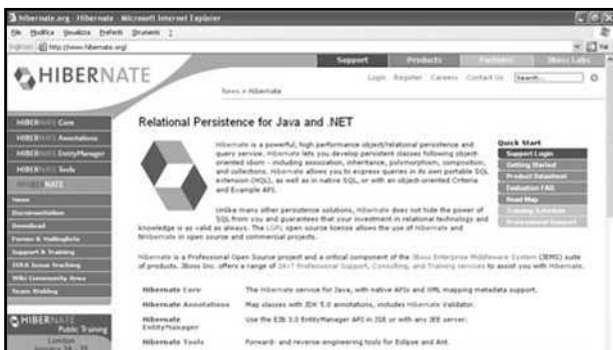 hibernate.org - Hibernate - Microsoft Internet Explorer
File Modifica Visualizza Preferiti Strumenti ?
http://www.hibernate.org/
Support Products Partners JBoss Labs
HIBERNATE
Login Register Careers Contact Us Search...
News > Hibernate
HIBERNATE Core
HIBERNATE Annotations
HIBERNATE EntityManager
HIBERNATE Tools
NHIBERNATE
Home
Documentation
Download
Forum & Mailinglists
Support & Training
JIRA Issue Tracking
Wiki Community Area
Team Weblog
HIBERNATE
Public Training
London
Relational Persistence for Java and .NET
Hibernate is a powerful, high performance object/relational persistence and
query service. Hibernate lets you develop persistent classes following object-
oriented idiom - including association, inheritance, polymorphism, composition,
and collections. Hibernate allows you to express queries in its own portable SQL
extension (HQL), as well as in native SQL, or with an object-oriented Criteria
and Example API.
Unlike many other persistence solutions, Hibernate does not hide the power of
SQL from you and guarantees that your investment in relational technology and
knowledge is as valid as always. The LGPL open source license allows the use of Hibernate and
NHibernate in open source and commercial projects.
Hibernate is a Professional Open Source project and a critical component of the JBoss Enterprise Middleware System (JEMS) suite
of products. JBoss Inc. offers a range of 24x7 Professional Support, Consulting, and Training services to assist you with Hibernate.
Hibernate Core The Hibernate service for Java, with native APIs and XML mapping metadata support.
Hibernate Annotations Map classes with JDK 5.0 annotations, includes Hibernate Validator.
Hibernate Use the EJB 3.0 EntityManager API in JSE or with any JEE server.
EntityManager
Hibernate Tools Forward- and reverse-engineering tools for Eclipse and Ant.
Quick Start
Support Login
Getting Started
Product Datasheet
Evaluation FAQ
Road Map
Training Schedule
Professional Support